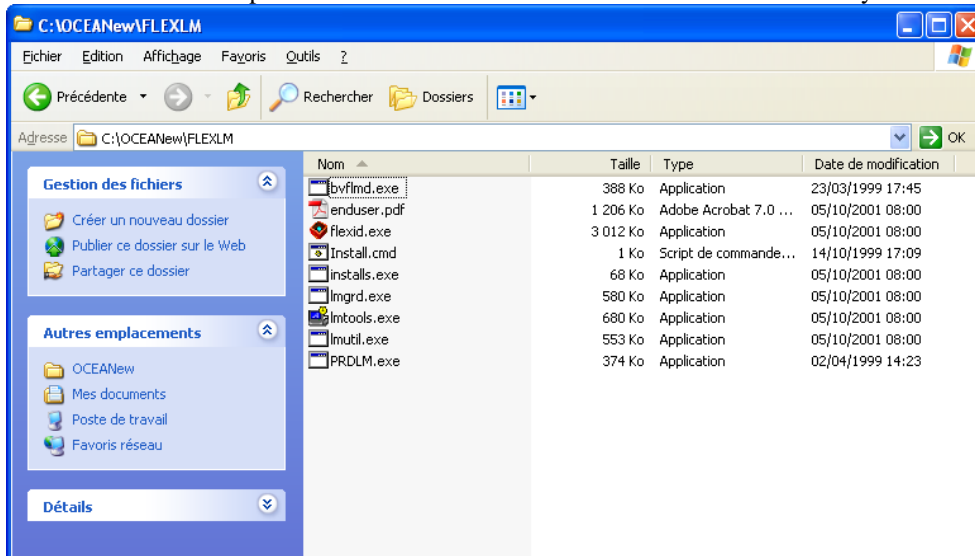 C:\OCEANew\FLEXLM
Fichier Edition Affichage Favoris Outils ?
Précédente Rechercher Dossiers
Adresse C:\OCEANew\FLEXLM OK
Gestion des fichiers
Créer un nouveau dossier
Publier ce dossier sur le Web
Partager ce dossier
Autres emplacements
OCEANew
Mes documents
Poste de travail
Favoris réseau
Détails
Nom Taille Type Date de modification
bvflmd.exe 388 Ko Application 23/03/1999 17:45
enduser.pdf 1 206 Ko Adobe Acrobat 7.0 ... 05/10/2001 08:00
flexid.exe 3 012 Ko Application 05/10/2001 08:00
Install.cmd 1 Ko Script de commande... 14/10/1999 17:09
installs.exe 68 Ko Application 05/10/2001 08:00
lmgrd.exe 580 Ko Application 05/10/2001 08:00
lmtools.exe 680 Ko Application 05/10/2001 08:00
lmutil.exe 553 Ko Application 05/10/2001 08:00
PRDLM.exe 374 Ko Application 02/04/1999 14:23